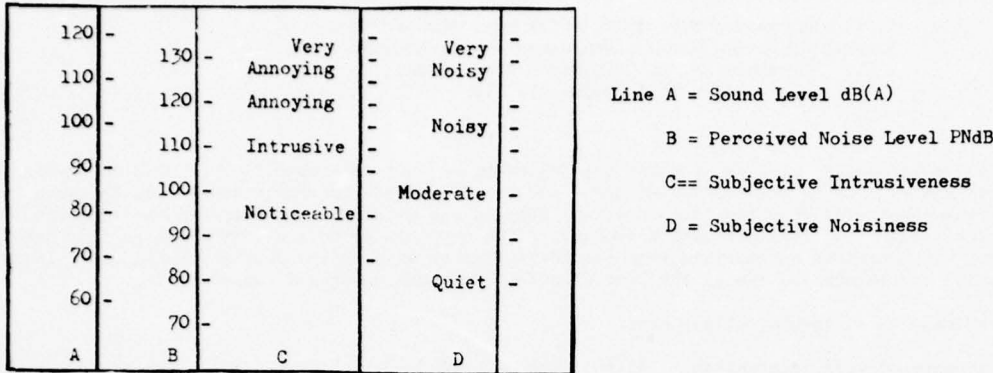 120
130 Very Very
110 Annoying Noisy
120 Annoying
100 Noisy
90 110 Intrusive
80 100 Noticeable Moderate
70 90
80 Quiet
60
70
A B C D
Line A = Sound Level dB(A)
B = Perceived Noise Level PNdB
C== Subjective Intrusiveness
D = Subjective Noisiness